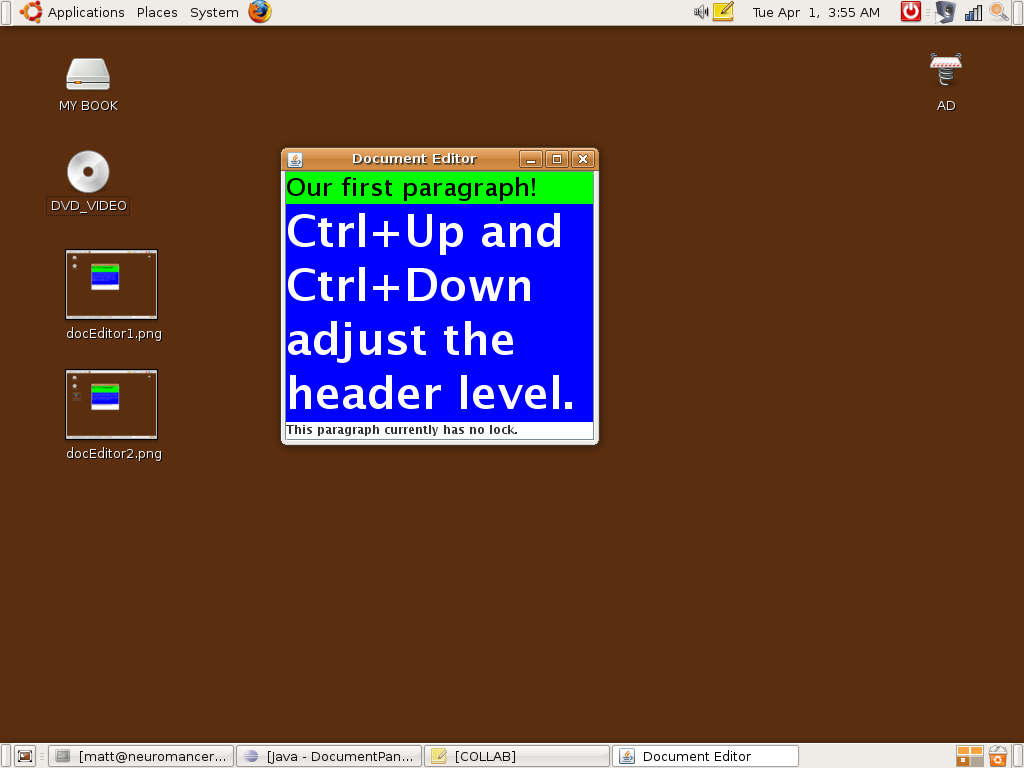 Applications Places System
Tue Apr 1, 3:55 AM
MY BOOK
AD
DVD_VIDEO
docEditor1.png
docEditor2.png
Document Editor
Our first paragraph!
Ctrl+Up and
Ctrl+Down
adjust the
header level.
This paragraph currently has no lock.
[matt@neuromancer... [Java - DocumentPan... [COLLAB] Document Editor